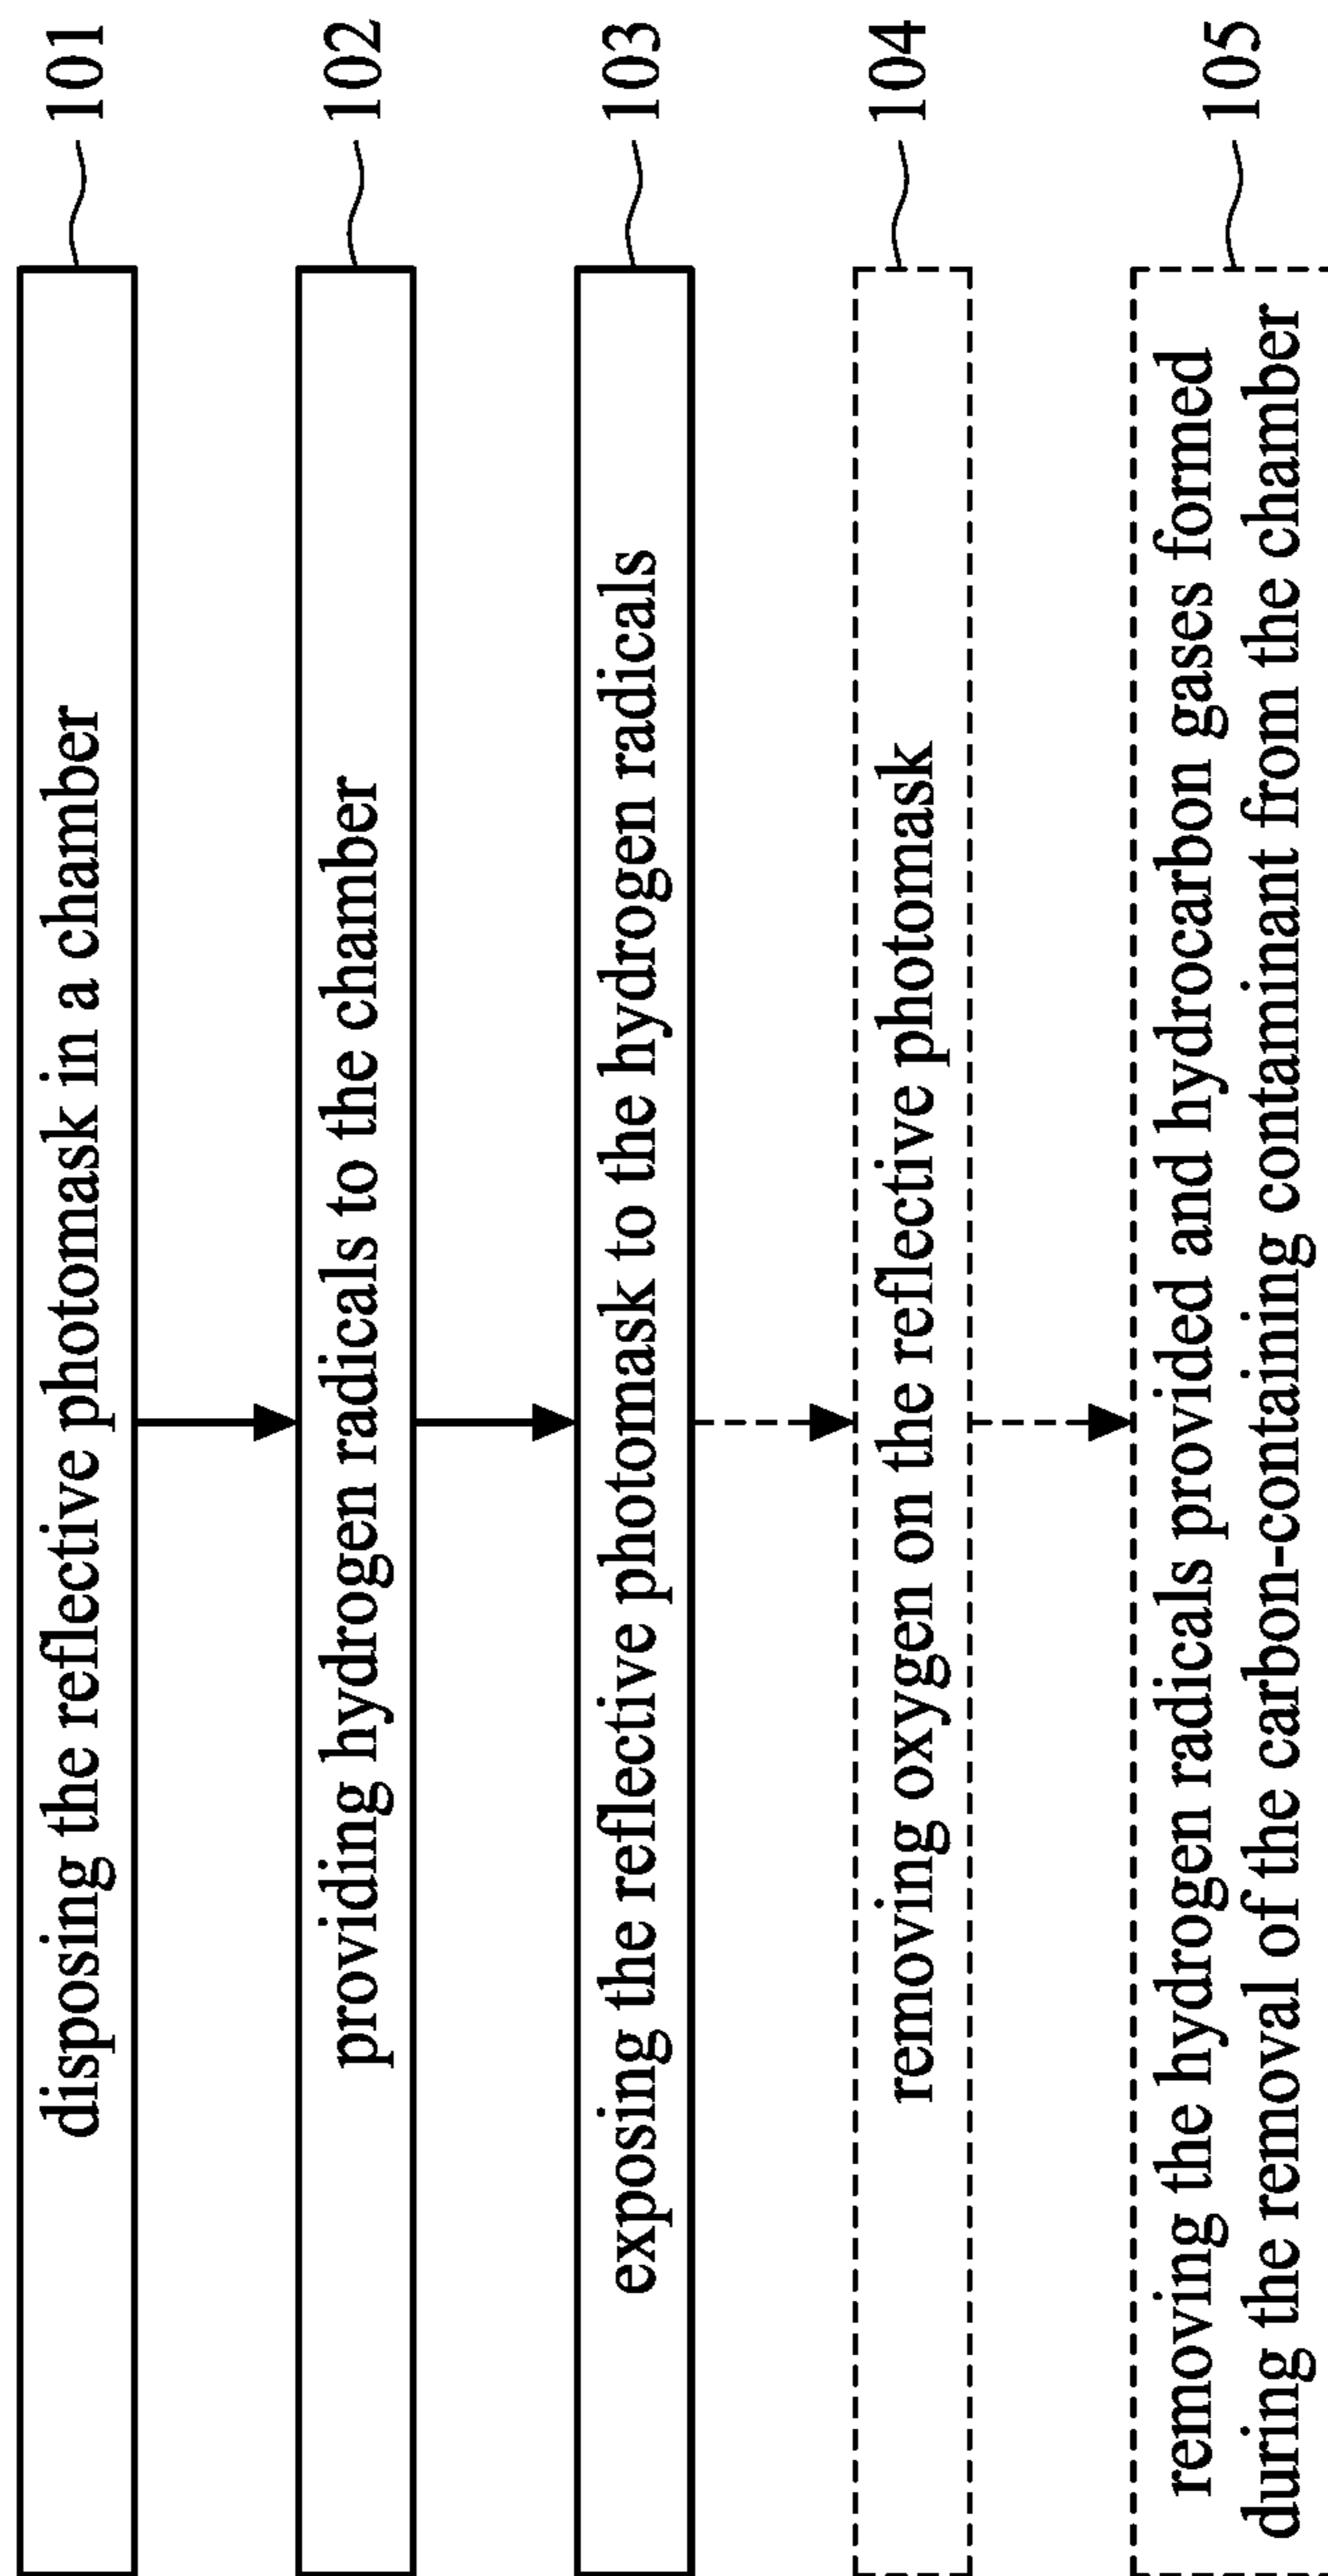 disposing the reflective photomask in a chamber
101
providing hydrogen radicals to the chamber
102
exposing the reflective photomask to the hydrogen radicals
103
removing oxygen on the reflective photomask
104
removing the hydrogen radicals provided and hydrocarbon gases formed
during the removal of the carbon-containing contaminant from the chamber
105